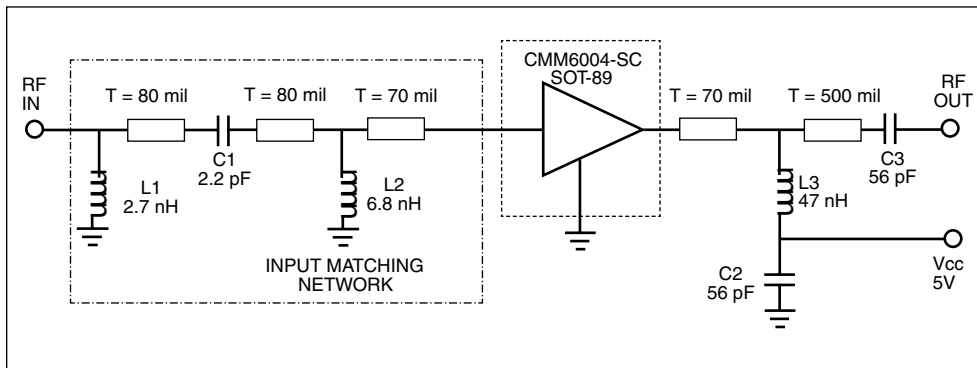 CMM6004-SC
SOT-89
RF
IN
T = 80 mil
T = 80 mil
T = 70 mil
T = 70 mil
T = 500 mil
RF
OUT
C1
2.2 pF
C3
56 pF
L1
2.7 nH
L2
6.8 nH
L3
47 nH
INPUT MATCHING
NETWORK
C2
56 pF
Vcc
5V